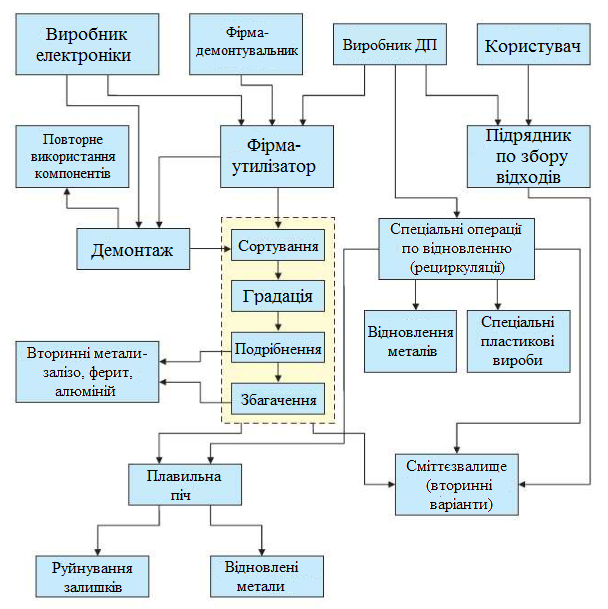 Виробник
електроніки
Фірма-
демонтувальник
Виробник ДП
Користувач
Повторне
використання
компонентів
Фірма-
утилізатор
Підрядник
по збору
відходів
Демонтаж
Сортування
Спеціальні операції
по відновленню
(рециркуляції)
Градація
Відновлення
металів
Спеціальні
пластикові
вироби
Вторинні метали-
залізо, ферит,
алюміній
Подрібнення
Збагачення
Плавильна
піч
Сміттєзвалище
(вторинні
варіанти)
Руйнування
залишків
Відновлені
метали